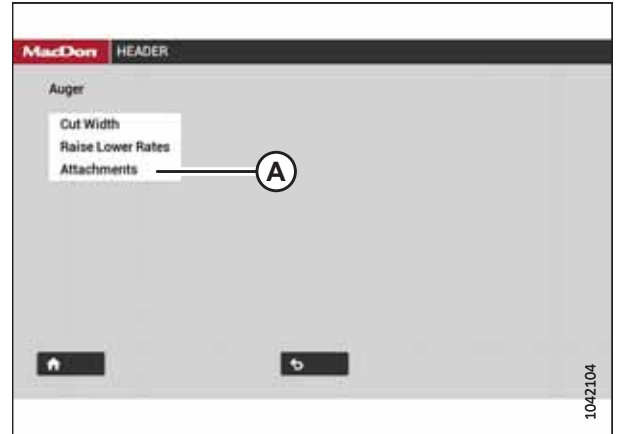 MacDon HEADER
Auger
Cut Width
Raise Lower Rates
Attachments
A
1042104